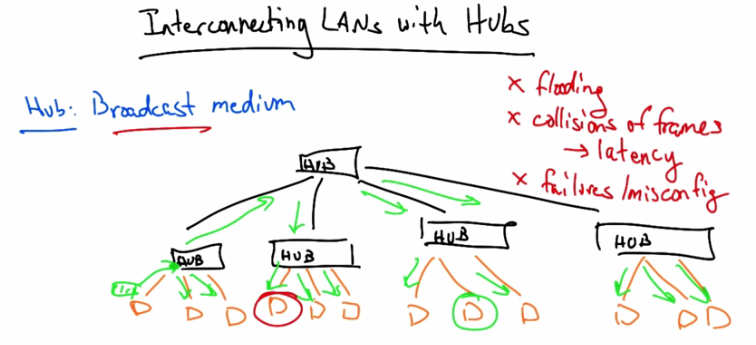 Interconnecting LANs with Hubs
Hub: Broadcast medium
× flooding
× collisions of frames
→ latency
× failures/misconfig
HUB
HUB
HUB
HUB
HUB
D D D D D D D D D D D D